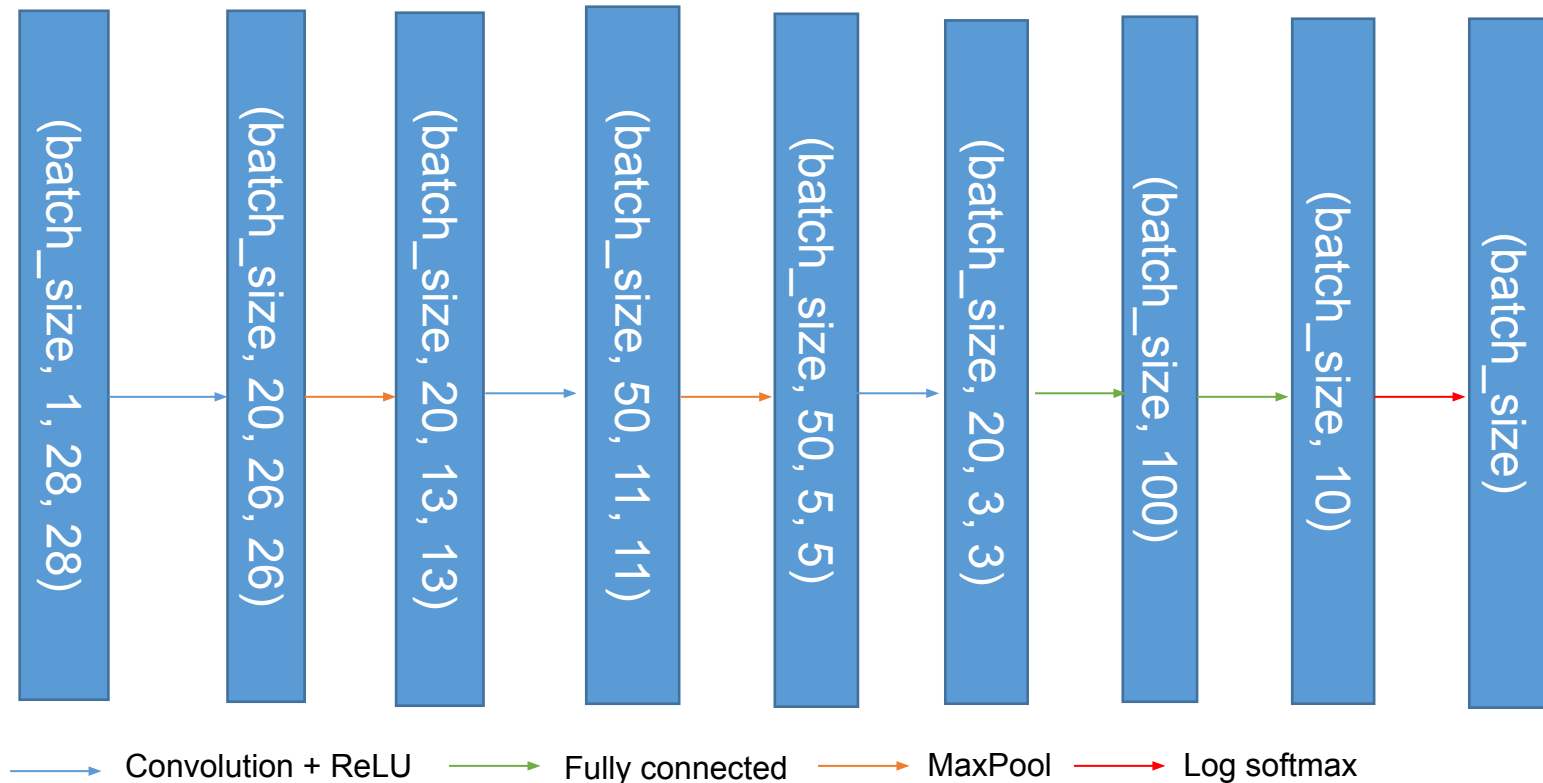 (batch_size, 1, 28, 28)
(batch_size, 20, 26, 26)
(batch_size, 20, 13, 13)
(batch_size, 50, 11, 11)
(batch_size, 50, 5, 5)
(batch_size, 20, 3, 3)
(batch_size, 100)
(batch_size, 10)
(batch_size)
Convolution + ReLU
Fully connected
MaxPool
Log softmax